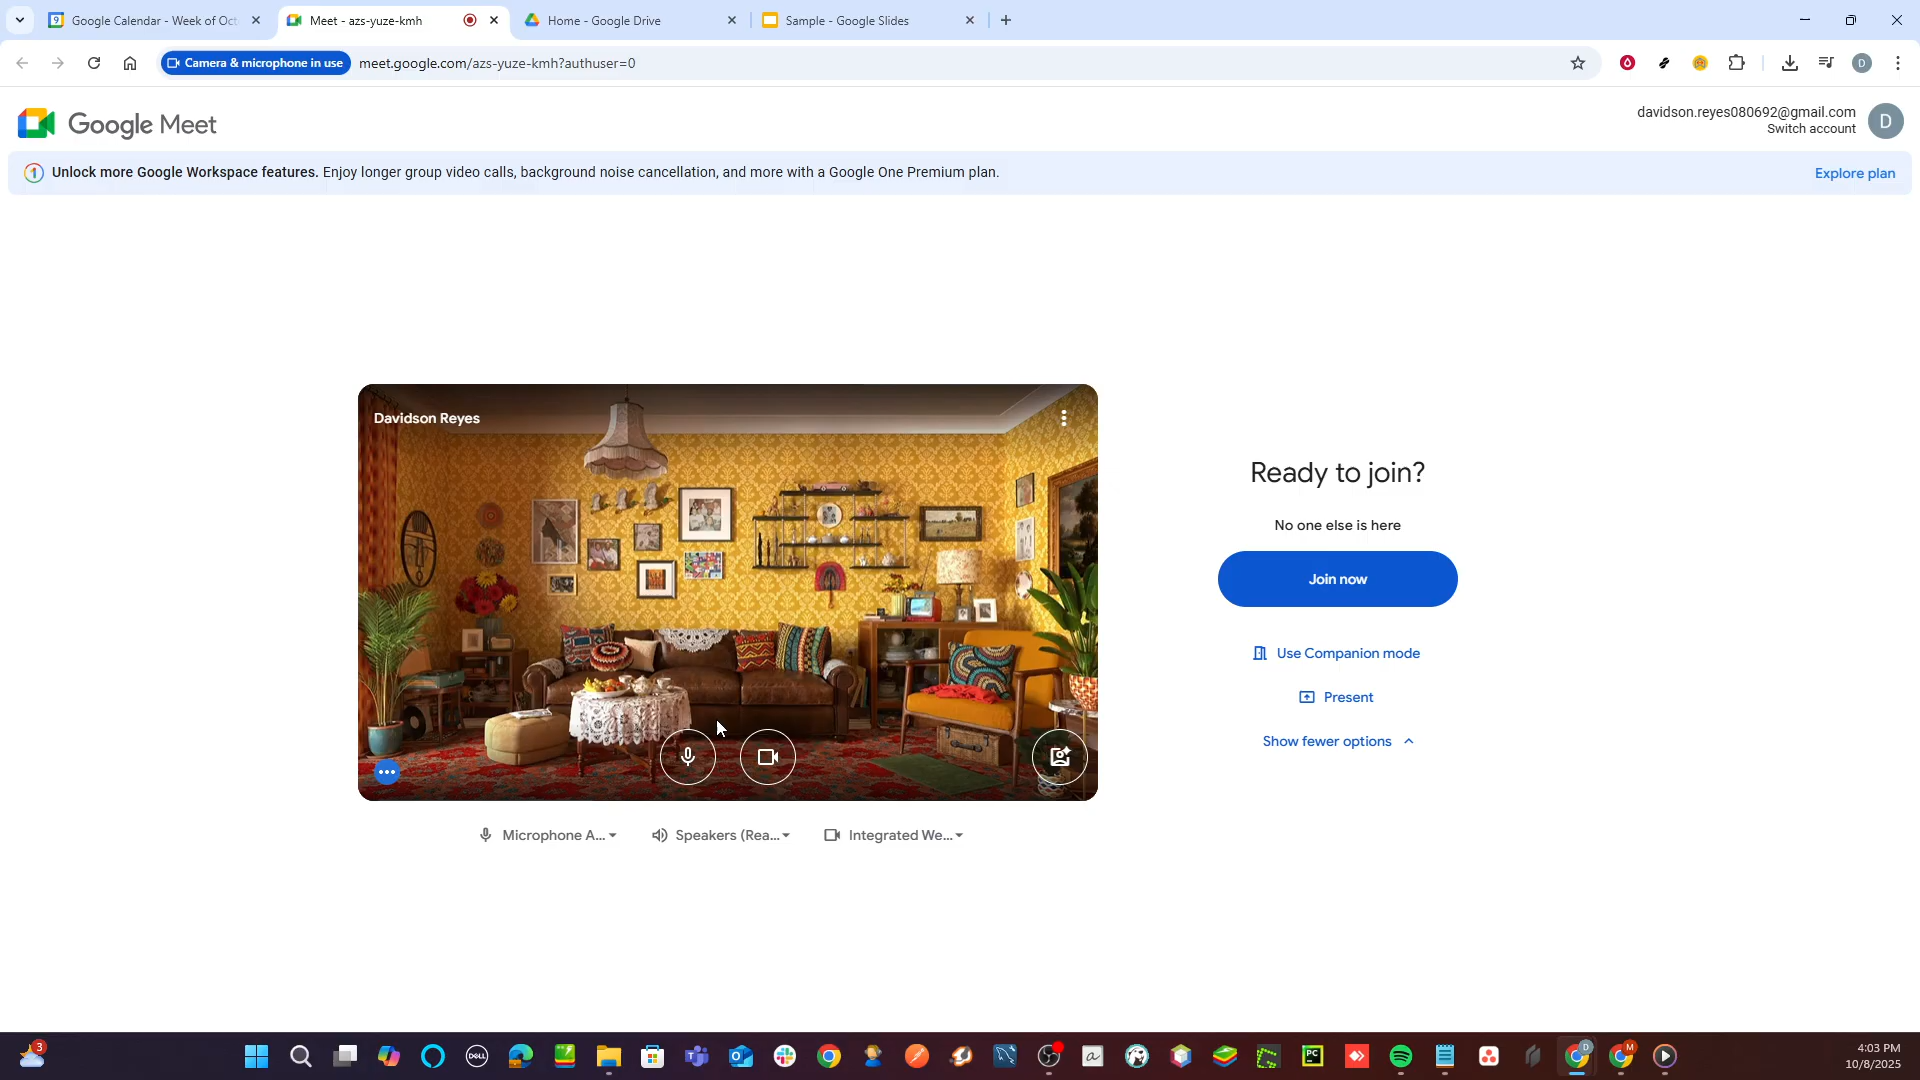 Google Calendar - Week of Oct
Meet - azs-yuze-kmh
Home - Google Drive
Sample - Google Slides
Camera & microphone in use
meet.google.com/azs-yuze-kmh?authuser=0
D
Google Meet
davidson.reyes080692@gmail.com
Switch account
D
Unlock more Google Workspace features. Enjoy longer group video calls, background noise cancellation, and more with a Google One Premium plan.
Explore plan
Davidson Reyes
Ready to join?
No one else is here
Join now
Use Companion mode
Present
Show fewer options
Microphone A...
Speakers (Rea...
Integrated We...
3
DELL
PC
D
M
4:03 PM
10/8/2025